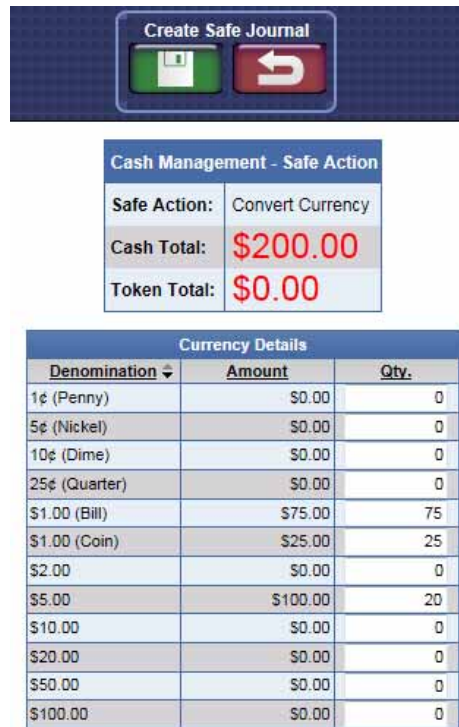 Create Safe Journal
Cash Management - Safe Action
Safe Action: Convert Currency
Cash Total: $200.00
Token Total: $0.00
Currency Details
Denomination Amount Qty.
1¢ (Penny) $0.00 0
5¢ (Nickel) $0.00 0
10¢ (Dime) $0.00 0
25¢ (Quarter) $0.00 0
$1.00 (Bill) $75.00 75
$1.00 (Coin) $25.00 25
$2.00 $0.00 0
$5.00 $100.00 20
$10.00 $0.00 0
$20.00 $0.00 0
$50.00 $0.00 0
$100.00 $0.00 0